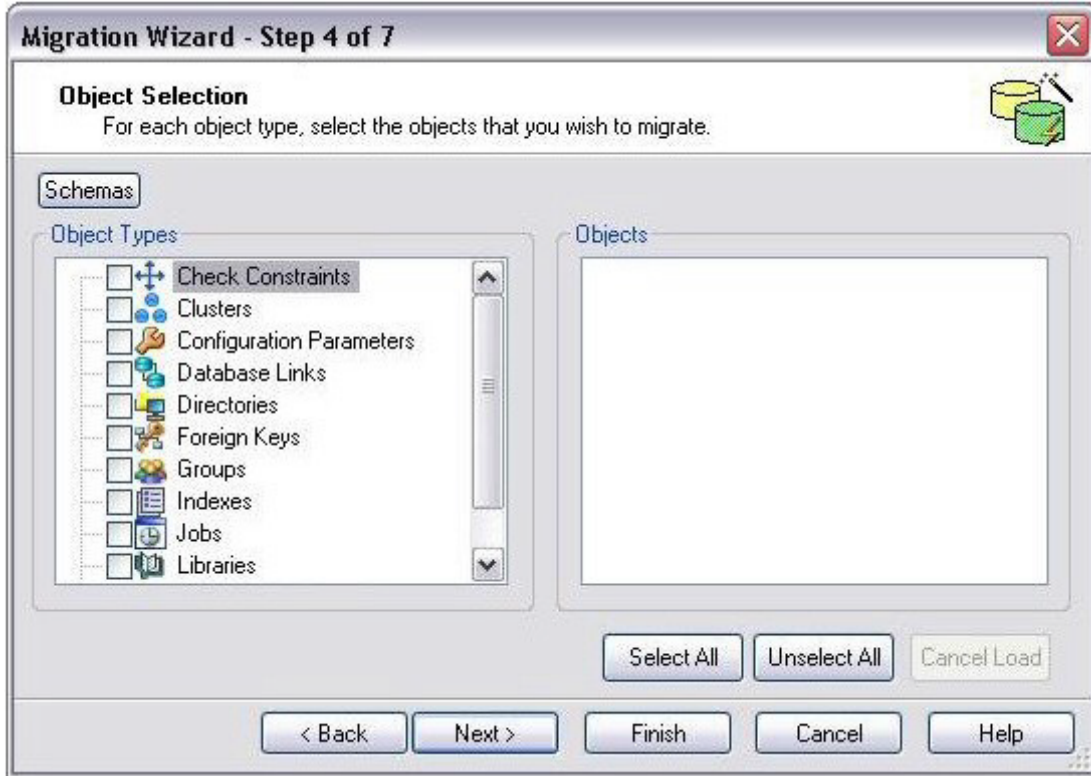 Migration Wizard - Step 4 of 7
Object Selection
For each object type, select the objects that you wish to migrate.
Schemas
Object Types
Check Constraints
Clusters
Configuration Parameters
Database Links
Directories
Foreign Keys
Groups
Indexes
Jobs
Libraries
Objects
Select All Unselect All Cancel Load
< Back Next > Finish Cancel Help